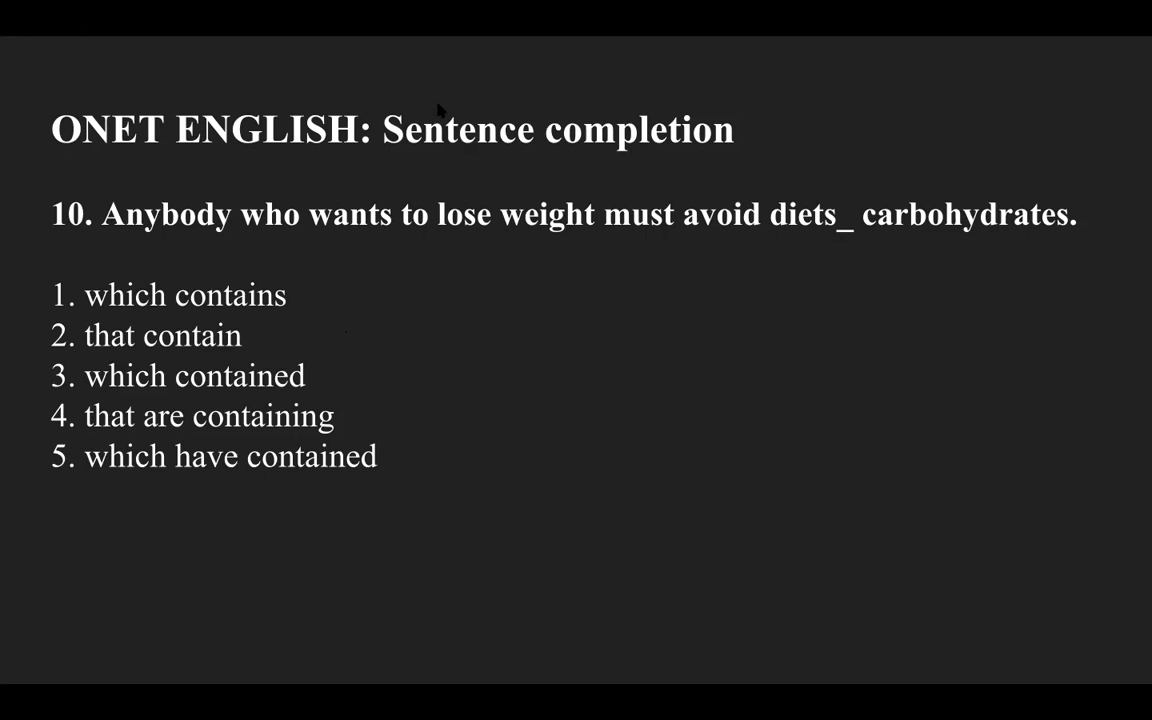 ONET ENGLISH: Sentence completion
10. Anybody who wants to lose weight must avoid diets_ carbohydrates.
1. which contains
2. that contain
3. which contained
4. that are containing
5. which have contained